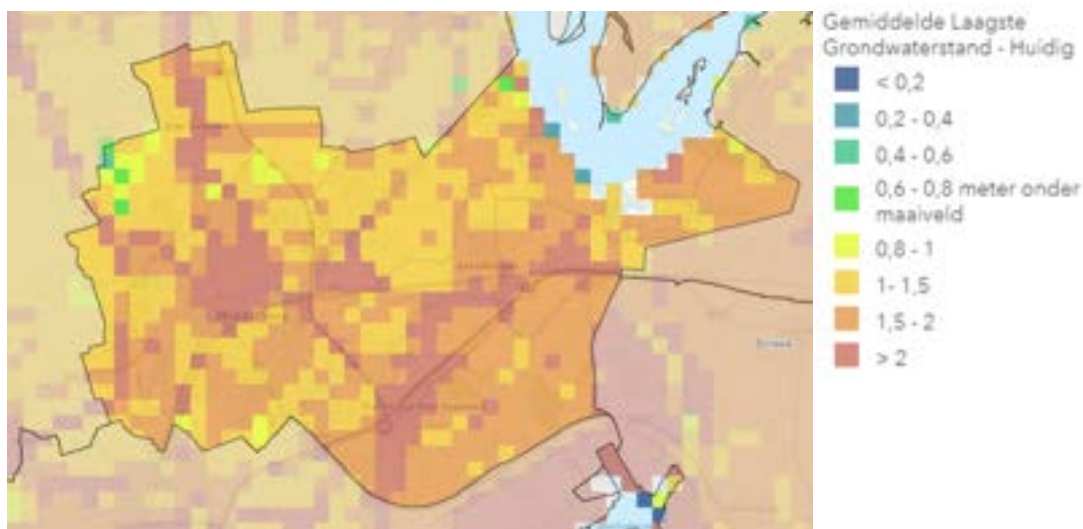 Gemiddelde Laagste
Grondwaterstand - Huidig
< 0,2
0,2 - 0,4
0,4 - 0,6
0,6 - 0,8 meter onder
maaiveld
0,8 - 1
1- 1,5
1,5 - 2
> 2